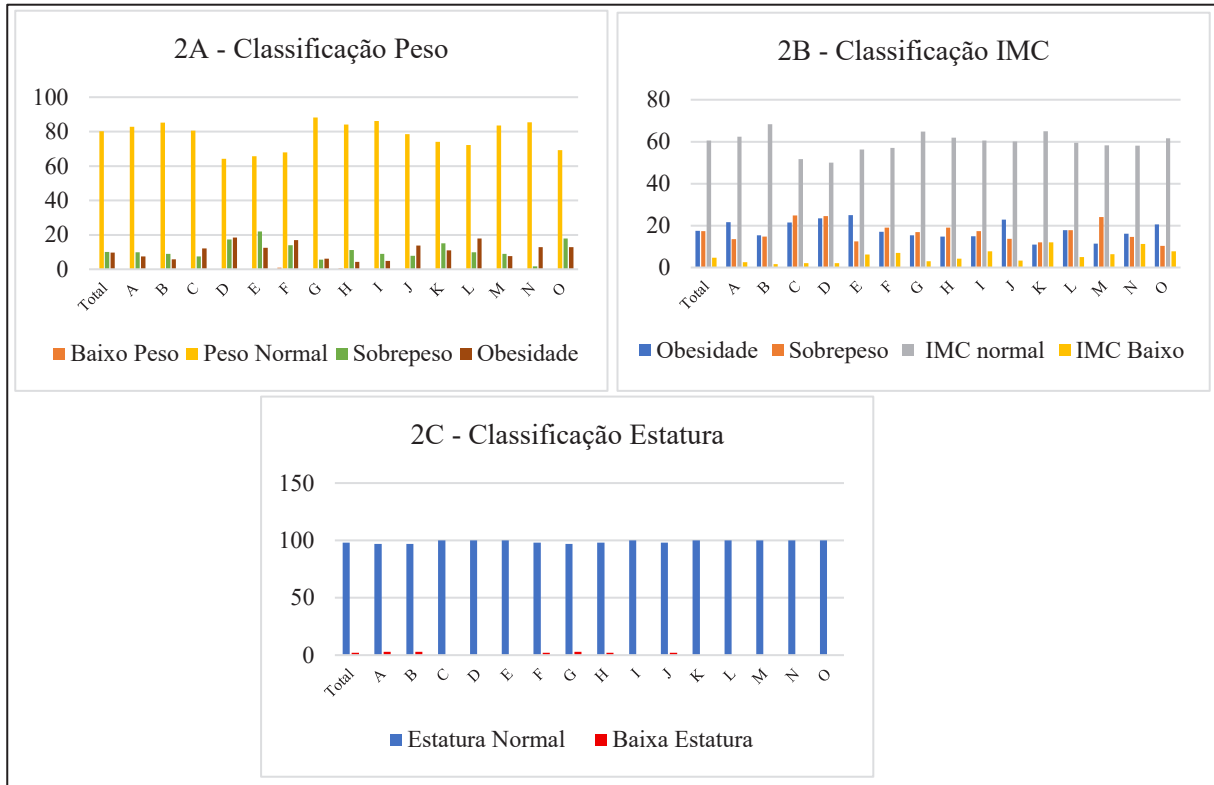 2A - Classificação Peso
100
80
60
40
20
0
Total A B C D E F G H I J K L M N O
Baixo Peso Peso Normal Sobrepeso Obesidade
2B - Classificação IMC
80
60
40
20
0
Total A B C D E F G H I J K L M N O
Obesidade Sobrepeso IMC normal IMC Baixo
2C - Classificação Estatura
150
100
50
0
Total A B C D E F G H I J K L M N O
Estatura Normal Baixa Estatura